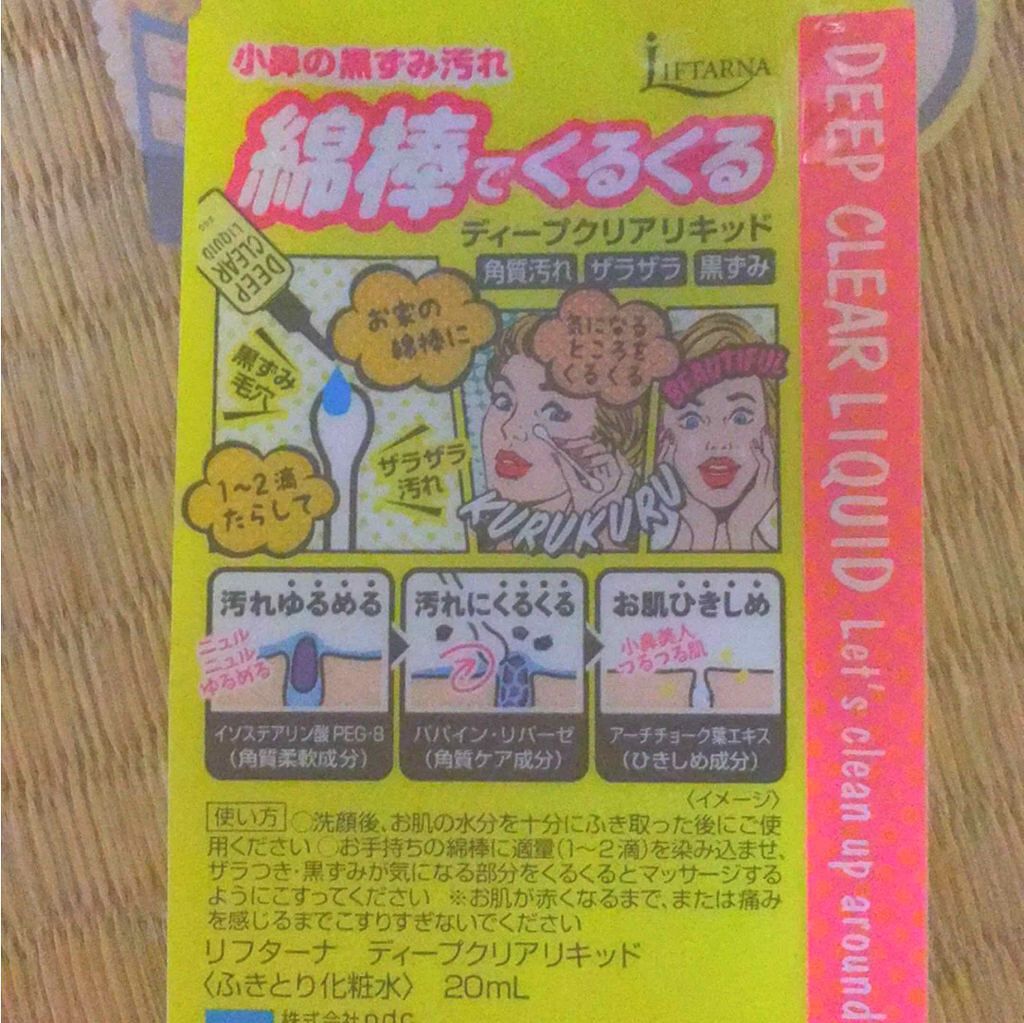 小鼻の黒ずみ汚れ
LIFTARNA
綿棒でくるくる
ディープクリアリキッド
角質汚れ ザラザラ 黒ずみ
DEEP
CLEAR
LIQUID
お家の
綿棒に
黒ずみ
毛穴
1〜2滴
たらして
ザラザラ
汚れ
気になる
ところを
くるくる
KURUKURU
BEAUTIFUL
汚れゆるめる
ニュル
ニュル
ゆるめる
イソステアリン酸PEG-8
(角質柔軟成分)
汚れにくるくる
パパイン・リパーゼ
(角質ケア成分)
お肌ひきしめ
小鼻美人
つるつる肌
アーチチョーク葉エキス
(ひきしめ成分)
〈イメージ〉
使い方 ○洗顔後、お肌の水分を十分にふき取った後にご使
用ください ○お手持ちの綿棒に適量(1〜2滴)を染み込ませ、
ザラつき・黒ずみが気になる部分をくるくるとマッサージする
ようにこすってください ※お肌が赤くなるまで、または痛み
を感じるまでこすりすぎないでください
リフターナ ディープクリアリキッド
〈ふきとり化粧水〉 20mL
株式会社pdc
DEEP CLEAR LIQUID Let's clean up around